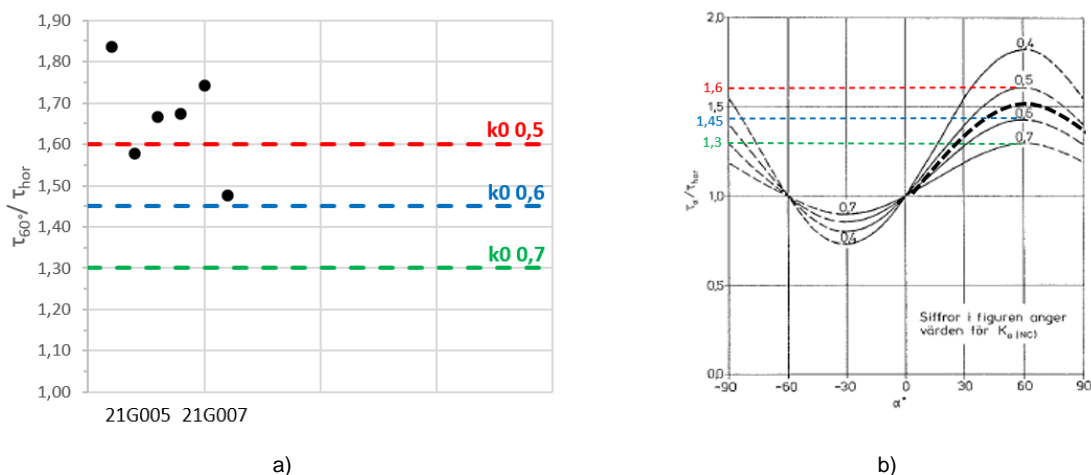 1,90
1,80
1,70
1,60
1,50
1,40
1,30
1,20
1,10
1,00
τ60°/ τhor
k0 0,5
k0 0,6
k0 0,7
21G005 21G007
a)
2,0
1,6
1,5
1,45
1,3
1,0
0,5
0,0
τα/τhor
0,4
0,5
0,6
0,7
0,7
0,4
Siffror i figuren anger
värden för Ko (NC)
-90 -60 -30 0 30 60 90
α°
b)